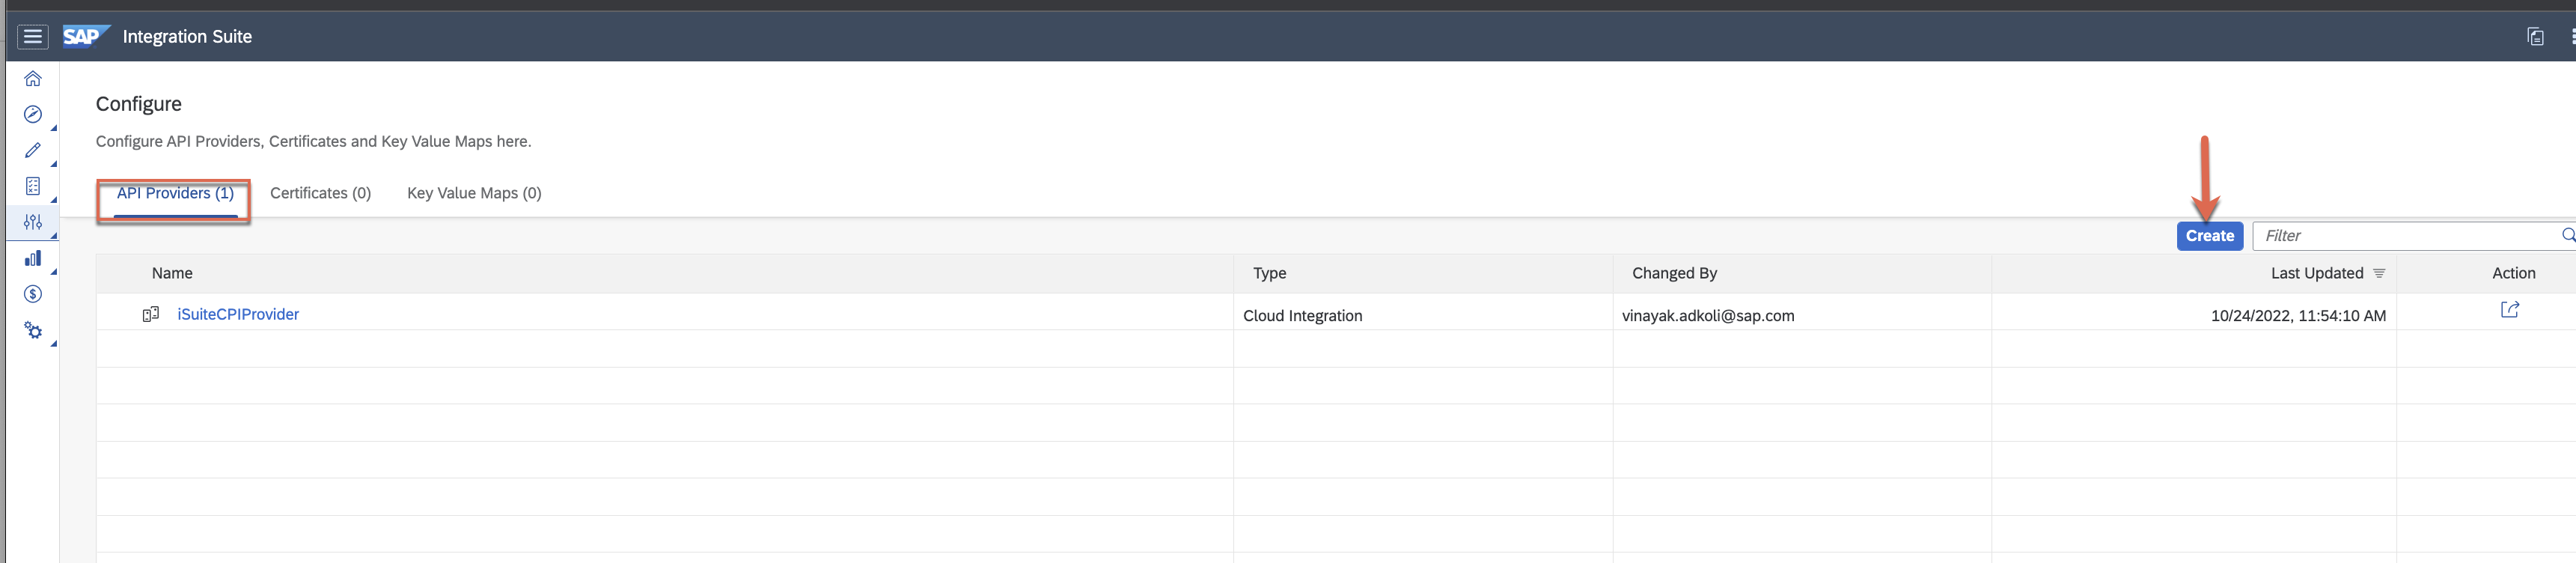 SAP Integration Suite
Configure
Configure API Providers, Certificates and Key Value Maps here.
API Providers (1) Certificates (0) Key Value Maps (0)
Create Filter
Name Type Changed By Last Updated Action
iSuiteCPIProvider Cloud Integration vinayak.adkoli@sap.com 10/24/2022, 11:54:10 AM